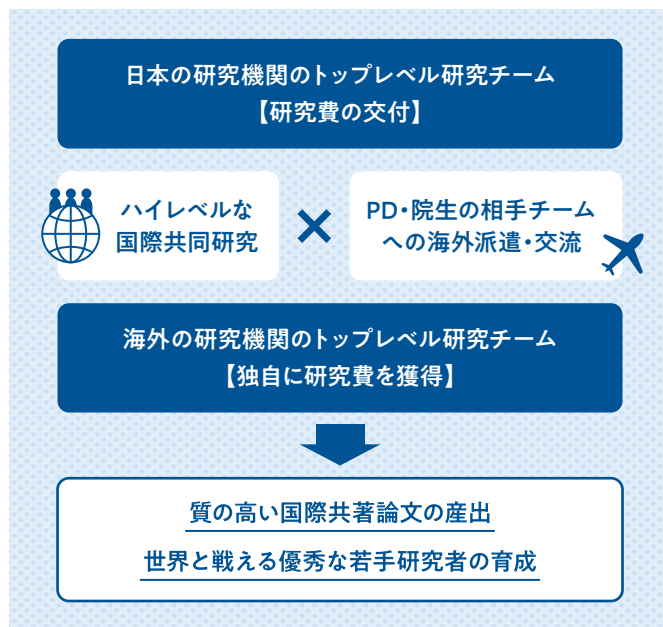 日本の研究機関のトップレベル研究チーム
【研究費の交付】
ハイレベルな
国際共同研究
×
PD・院生の相手チーム
への海外派遣・交流
海外の研究機関のトップレベル研究チーム
【独自に研究費を獲得】
質の高い国際共著論文の産出
世界と戦える優秀な若手研究者の育成